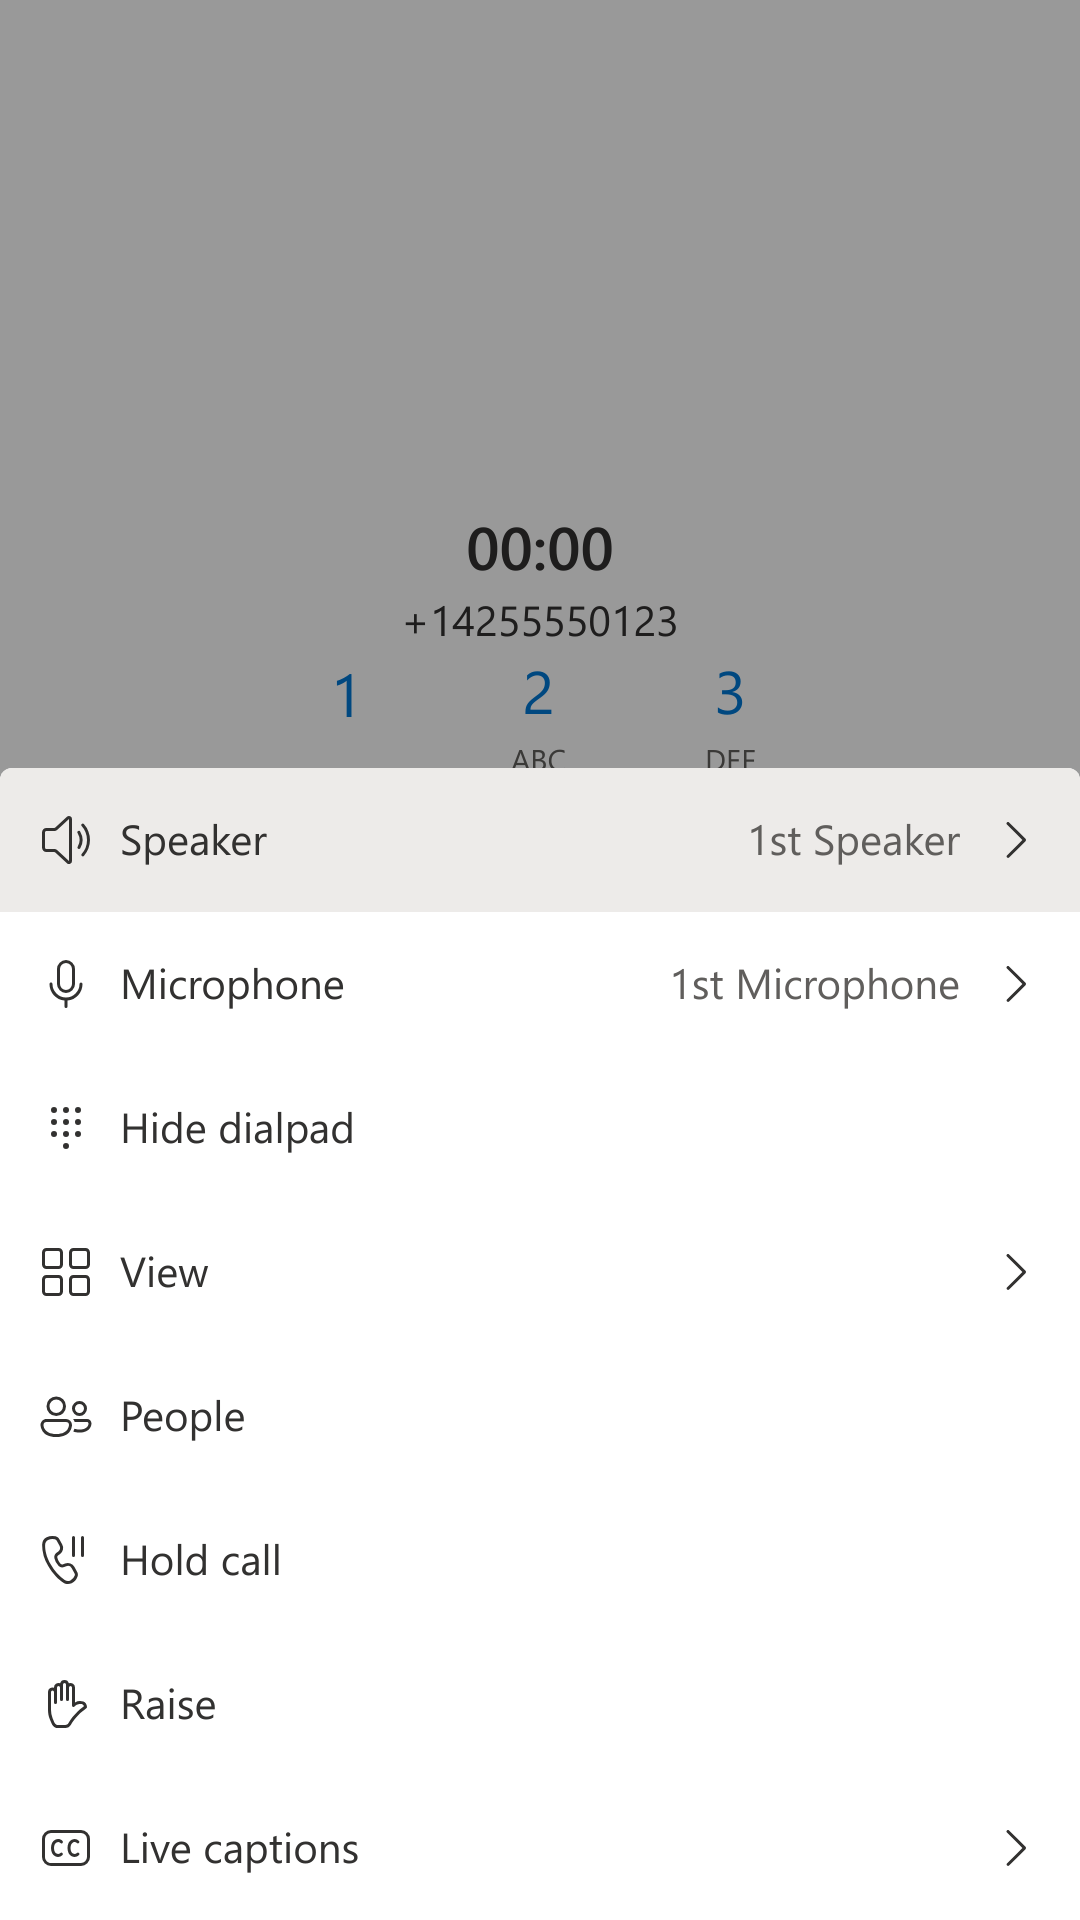 00:00
+14255550123
1 2 3
ABC DEF
Speaker 1st Speaker
Microphone 1st Microphone
Hide dialpad
View
People
Hold call
Raise
CC Live captions